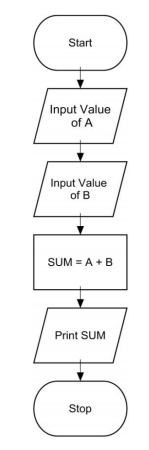 Start
Input Value
of A
Input Value
of B
SUM = A + B
Print SUM
Stop